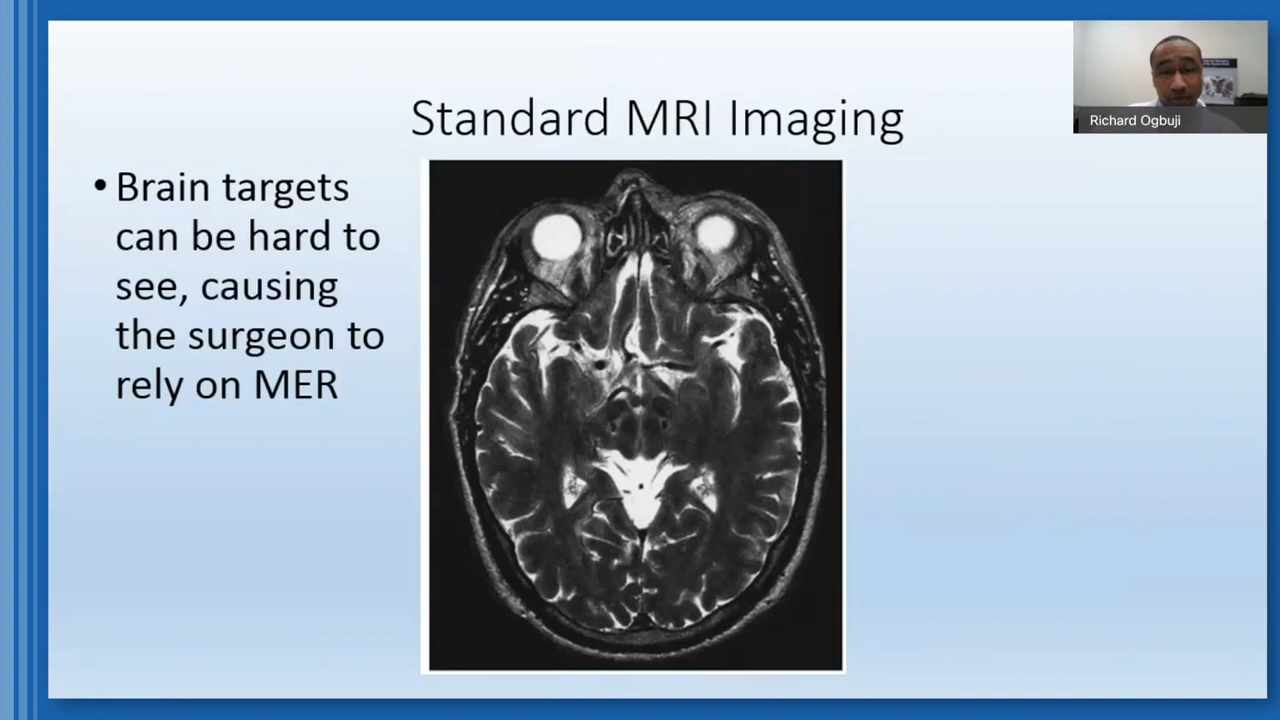 Standard MRI Imaging
Richard Ogbuji
• Brain targets
can be hard to
see, causing
the surgeon to
rely on MER